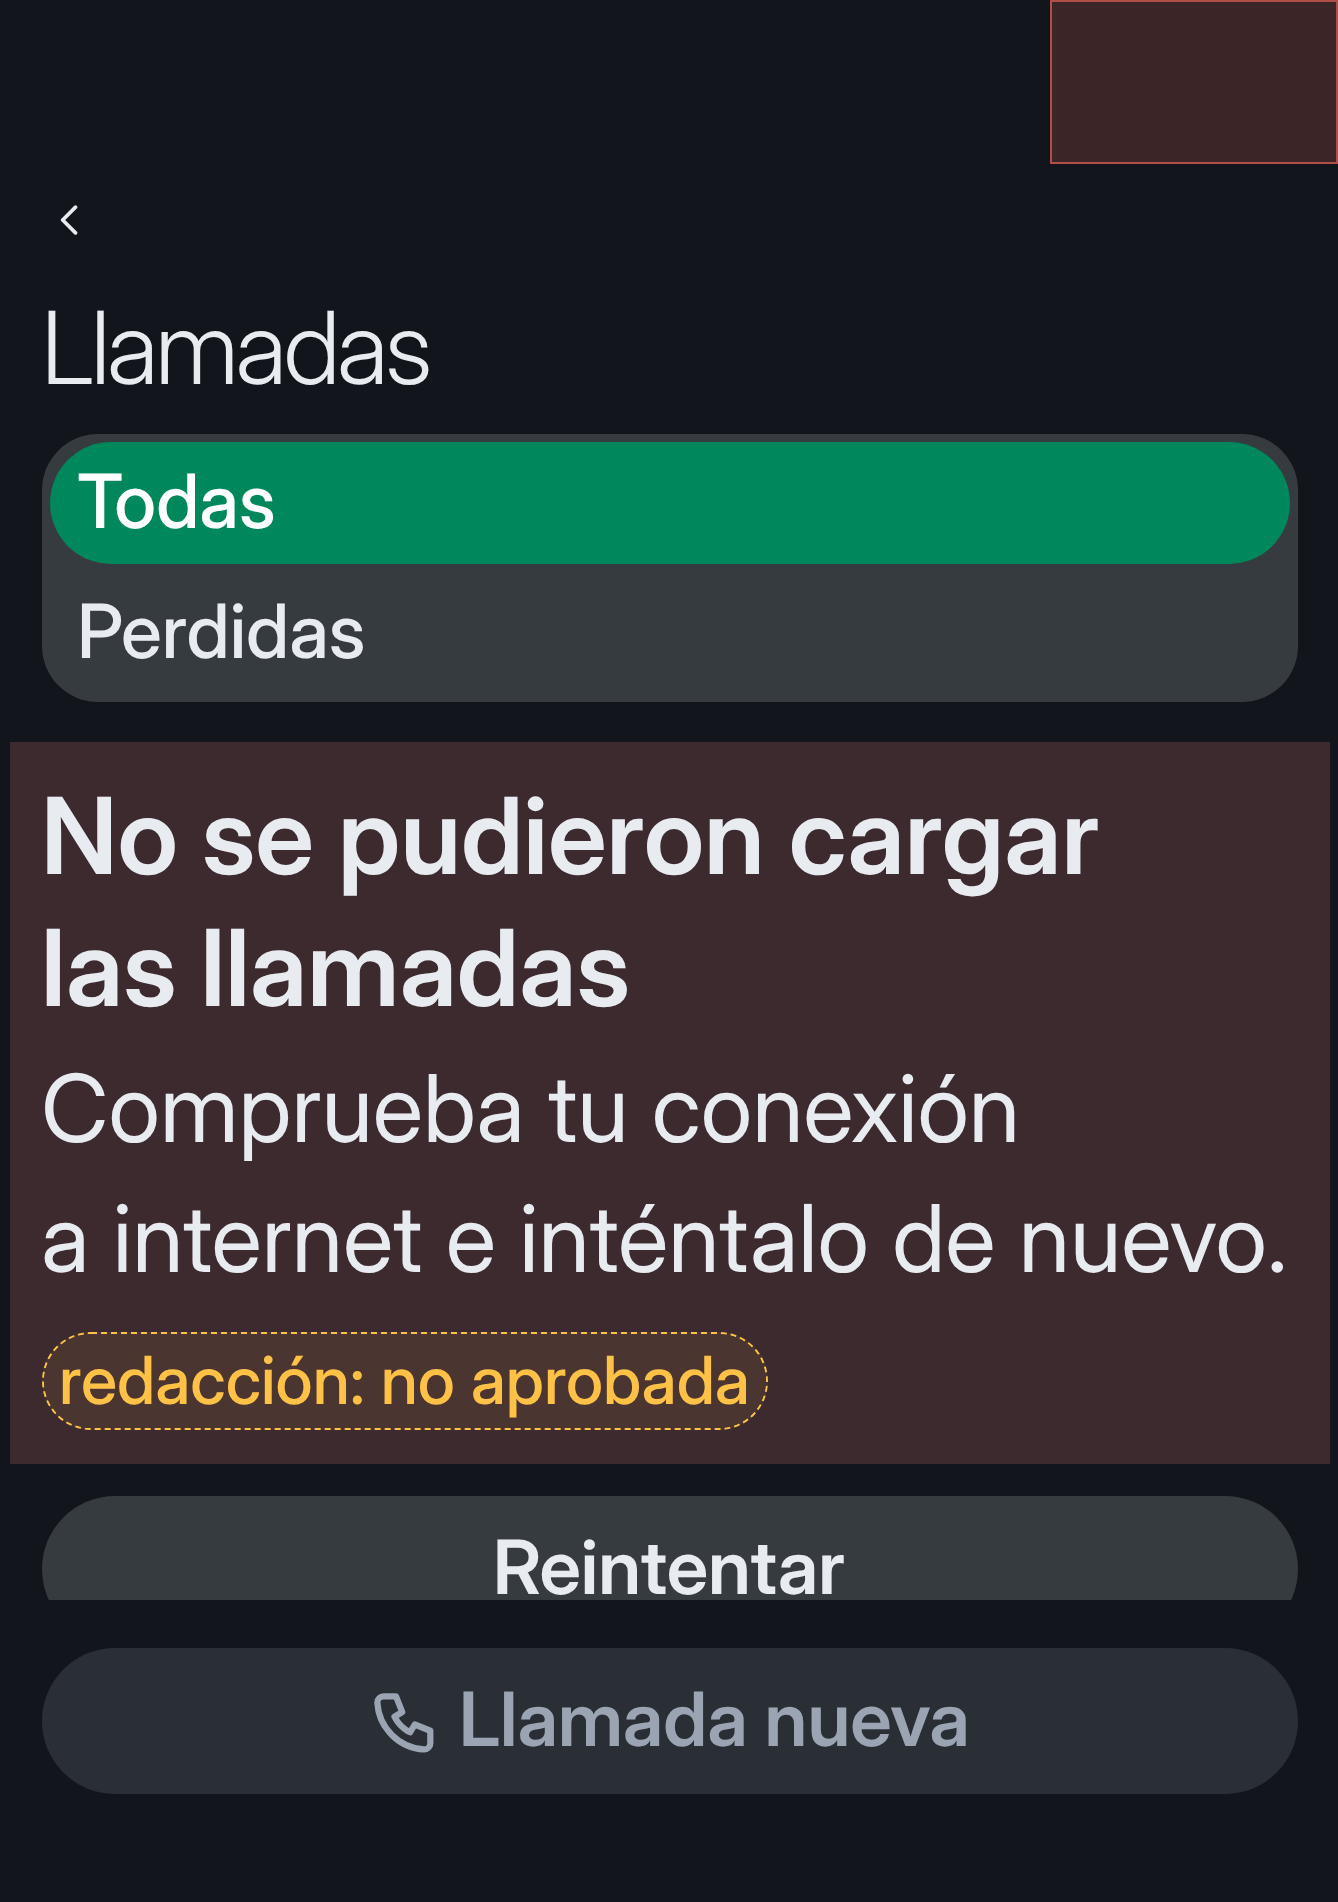 Llamadas
Todas
Perdidas
No se pudieron cargar
las llamadas
Comprueba tu conexión
a internet e inténtalo de nuevo.
redacción: no aprobada
Reintentar
Llamada nueva